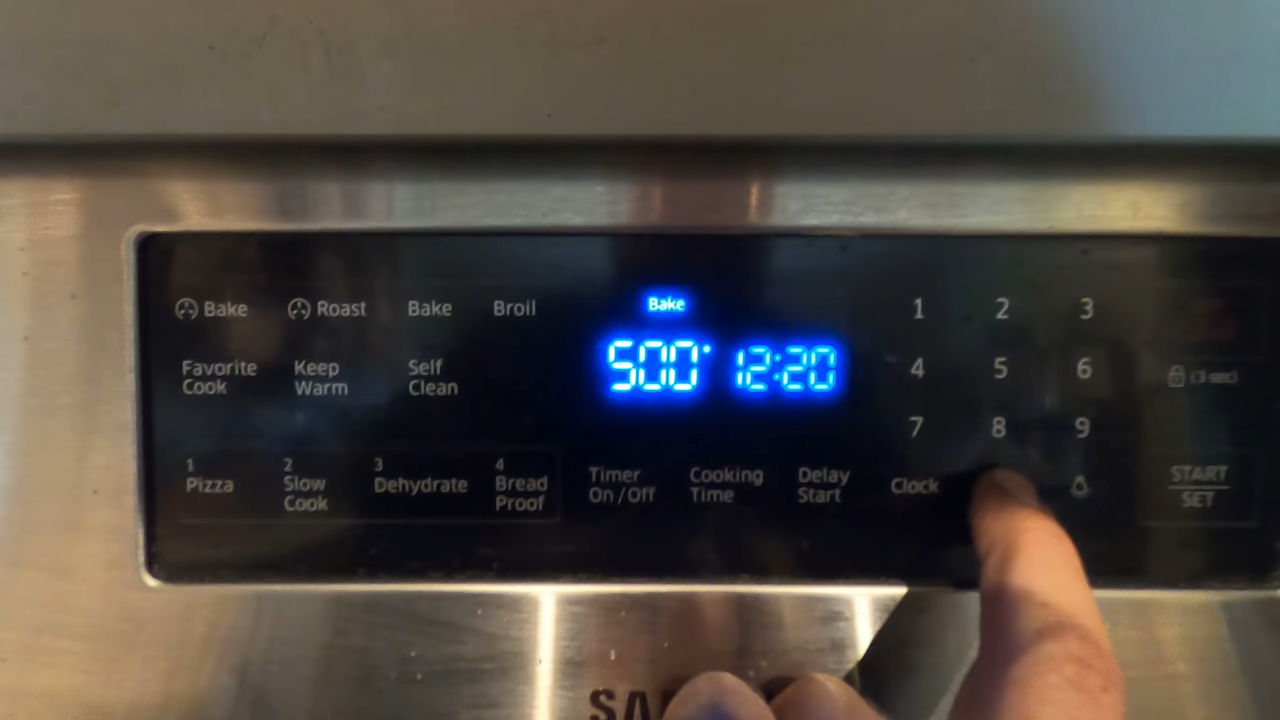 Bake Roast Bake Broil
Favorite Cook Keep Warm Self Clean
1 Pizza 2 Slow Cook 3 Dehydrate 4 Bread Proof
Bake
500° 12:20
Timer On/Off Cooking Time Delay Start
1 2 3
4 5 6
7 8 9
Clock
(3 sec)
START
SET
SA